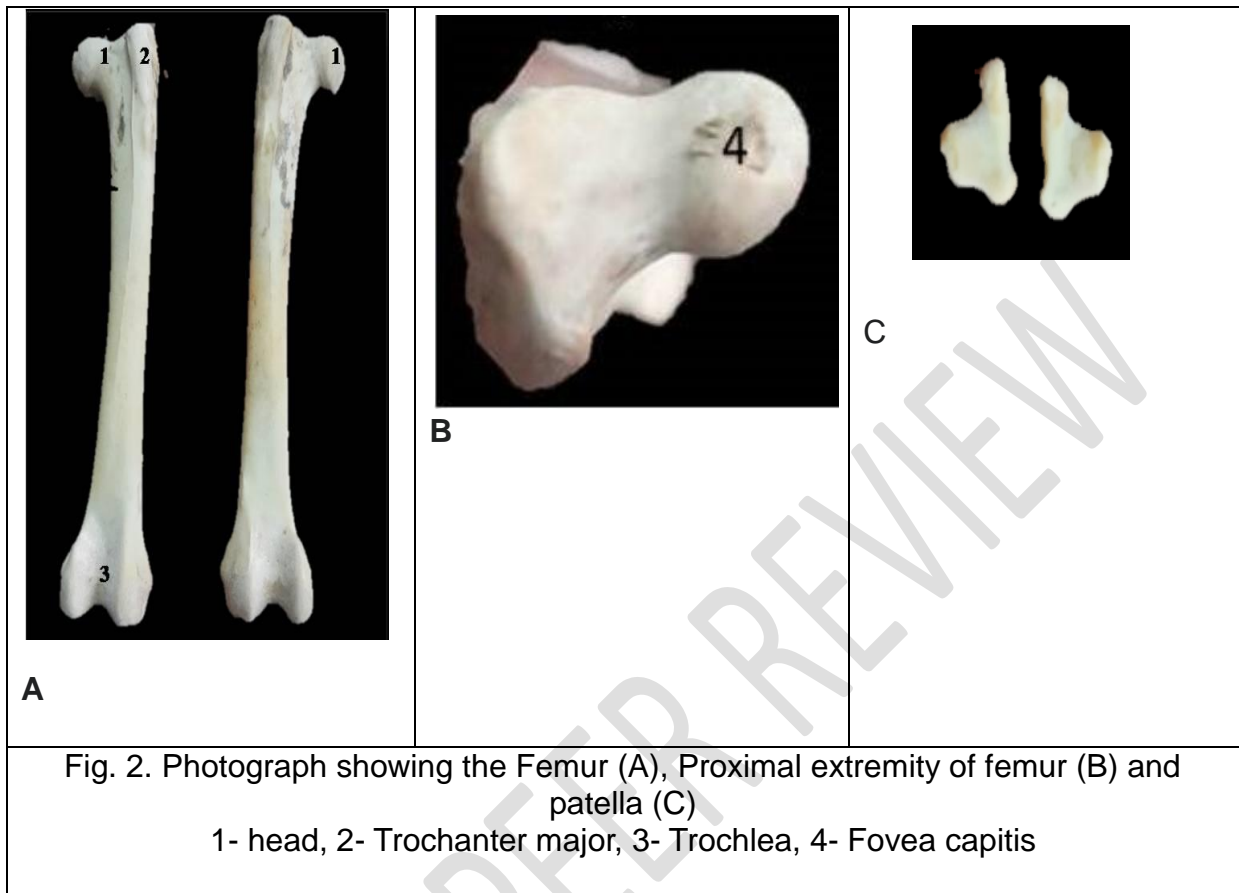 1 2 1
3
A
4
B
C
Fig. 2. Photograph showing the Femur (A), Proximal extremity of femur (B) and
patella (C)
1- head, 2- Trochanter major, 3- Trochlea, 4- Fovea capitis
PEER REVIEW